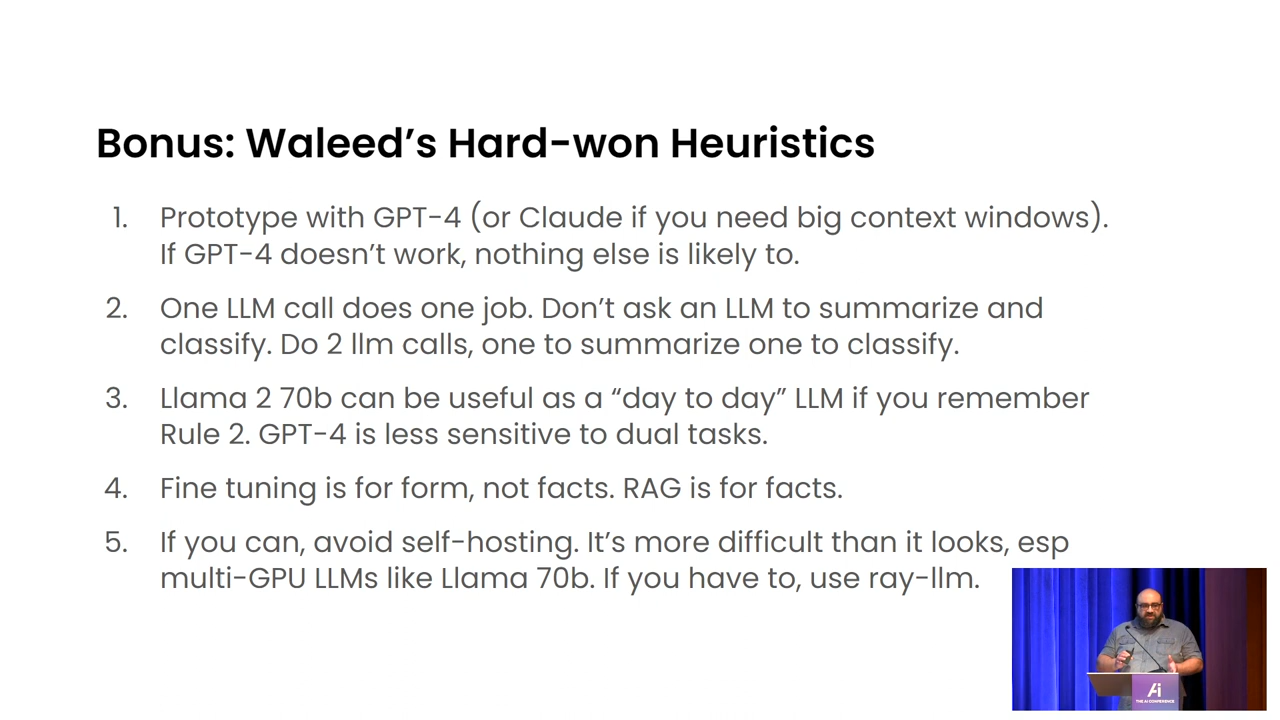 Bonus: Waleed’s Hard-won Heuristics
1. Prototype with GPT-4 (or Claude if you need big context windows).
If GPT-4 doesn’t work, nothing else is likely to.
2. One LLM call does one job. Don’t ask an LLM to summarize and
classify. Do 2 llm calls, one to summarize one to classify.
3. Llama 2 70b can be useful as a “day to day” LLM if you remember
Rule 2. GPT-4 is less sensitive to dual tasks.
4. Fine tuning is for form, not facts. RAG is for facts.
5. If you can, avoid self-hosting. It’s more difficult than it looks, esp
multi-GPU LLMs like Llama 70b. If you have to, use ray-llm.
Ai
THE AI CONFERENCE